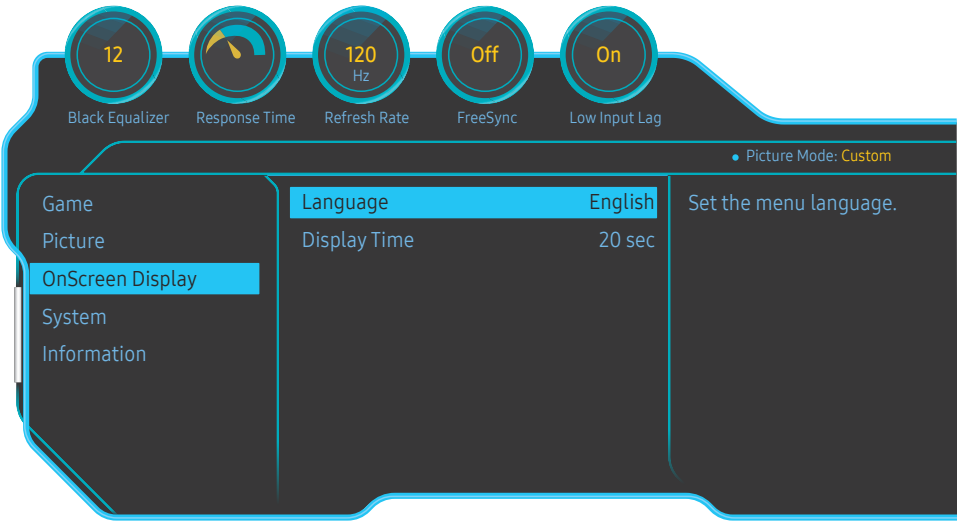 12
120
Hz
Off
On
Black Equalizer
Response Time
Refresh Rate
FreeSync
Low Input Lag
Picture Mode: Custom
Game
Picture
OnScreen Display
System
Information
Language English
Display Time 20 sec
Set the menu language.